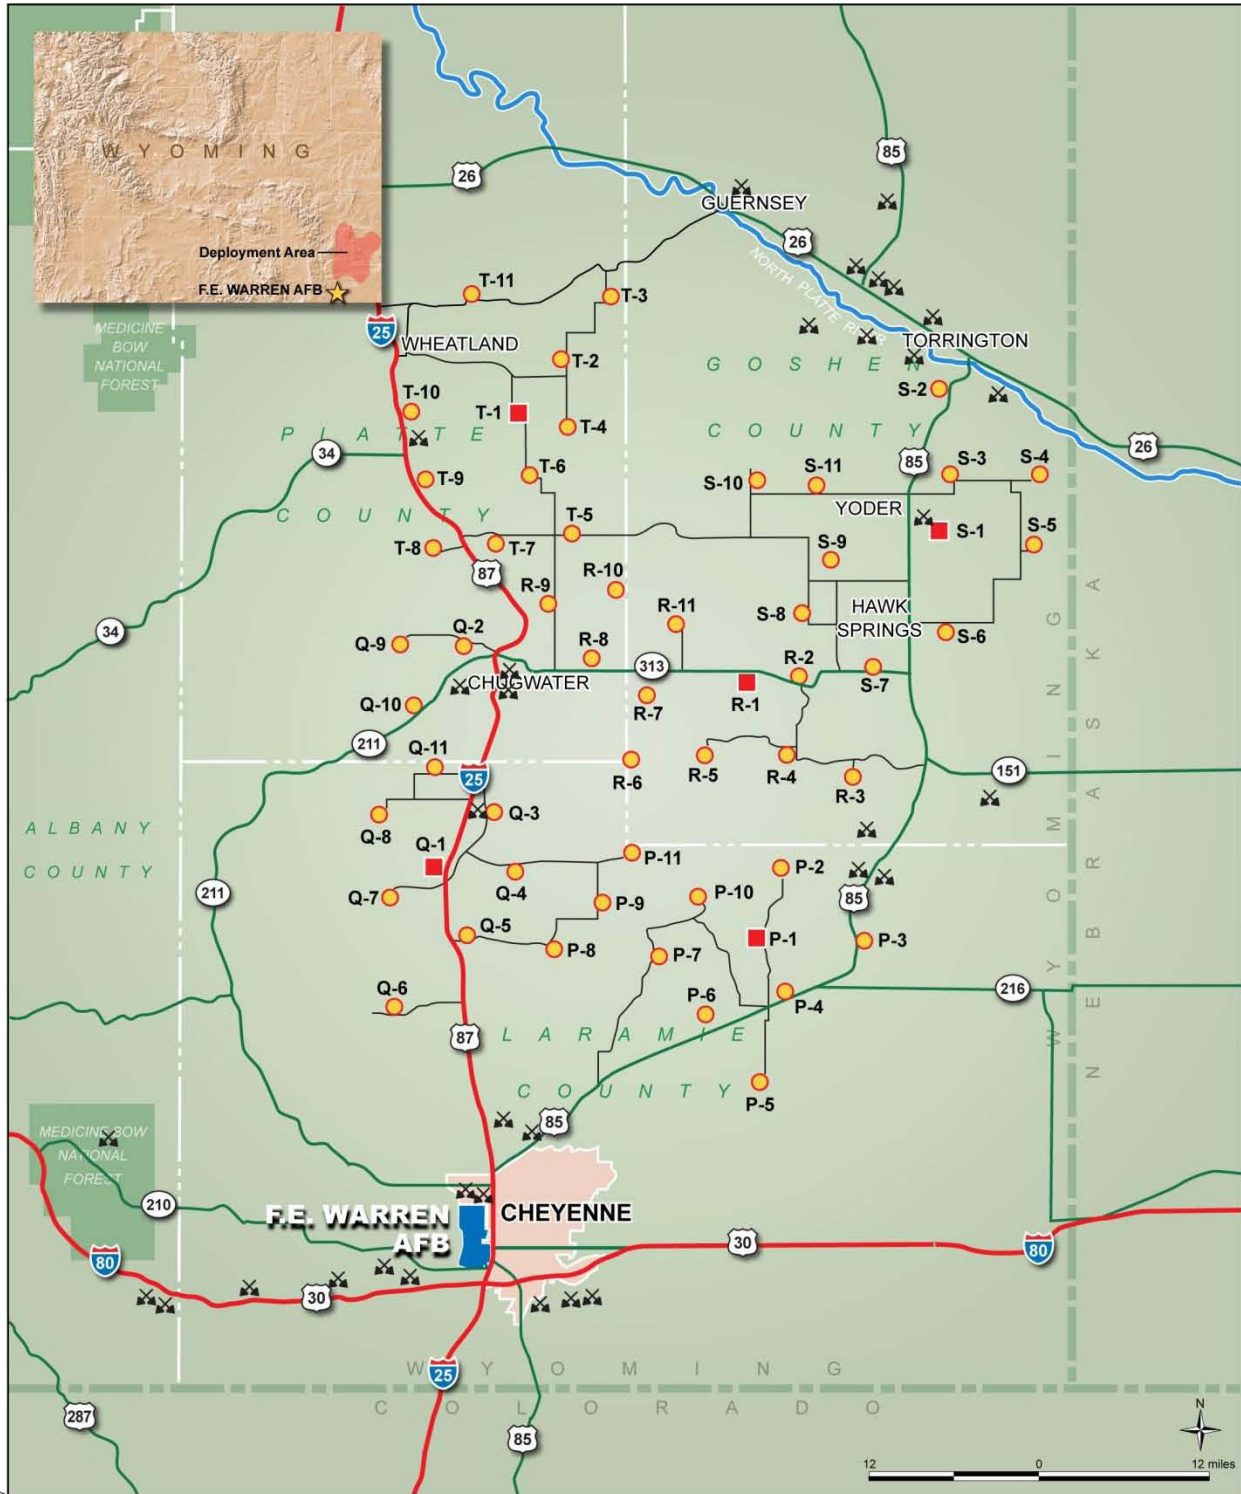 WYOMING
Deployment Area
F.E. WARREN AFB
26
85
GUERNSEY
26
NORTH PLATTE RIVER
T-11
T-3
MEDICINE
BOW
NATIONAL
FOREST
25
WHEATLAND
TORRINGTON
T-2
GOSHEN
S-2
T-10
T-1
T-4
PLATTE
COUNTY
34
85
26
T-9
T-6
S-10
S-11
S-3
S-4
COUNTY
YODER
T-5
S-1
S-5
T-8
T-7
S-9
87
R-10
R-9
R-11
S-8
HAWK
SPRINGS
34
Q-9
Q-2
R-8
S-6
313
R-2
CHUGWATER
S-7
Q-10
R-7
R-1
211
Q-11
25
R-6
R-5
R-4
R-3
151
ALBANY
COUNTY
Q-8
Q-3
Q-1
P-11
P-2
211
Q-7
Q-4
P-9
P-10
85
Q-5
P-8
P-7
P-1
P-3
Q-6
P-6
P-4
216
87
LARAMIE
COUNTY
P-5
WYOMING
NEBRASKA
85
MEDICINE BOW
NATIONAL
FOREST
210
F.E. WARREN
AFB
CHEYENNE
80
30
30
80
25
WYOMING
COLORADO
287
85
N
12
0
12 miles